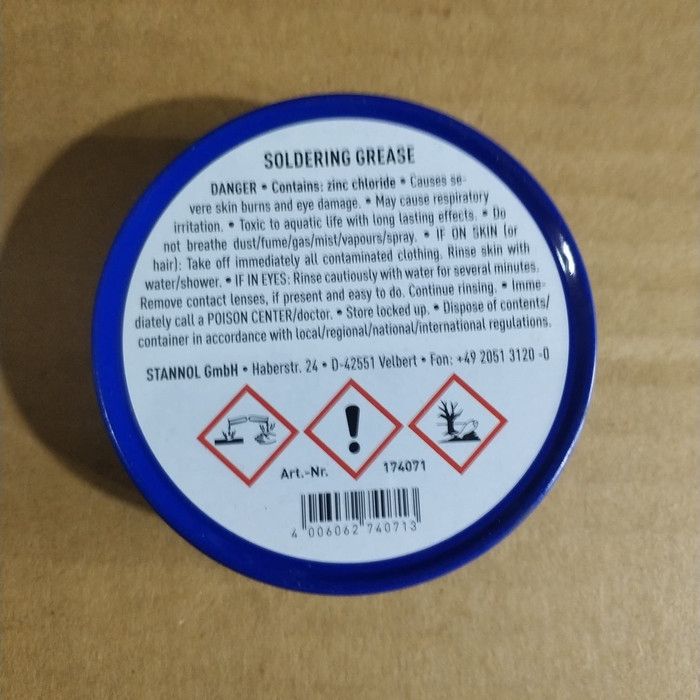 SOLDERING GREASE
DANGER • Contains: zinc chloride • Causes se-
vere skin burns and eye damage. • May cause respiratory
irritation. • Toxic to aquatic life with long lasting effects. • Do
not breathe dust/fume/gas/mist/vapours/spray. • IF ON SKIN (or
hair): Take off immediately all contaminated clothing. Rinse skin with
water/shower. • IF IN EYES: Rinse cautiously with water for several minutes.
Remove contact lenses, if present and easy to do. Continue rinsing. • Imme-
diately call a POISON CENTER/doctor. • Store locked up. • Dispose of contents/
container in accordance with local/regional/national/international regulations.
STANNOL GmbH • Haberstr. 24 • D-42551 Velbert • Fon: +49 2051 3120 -0
Art.-Nr. 174071
4 006062 740713